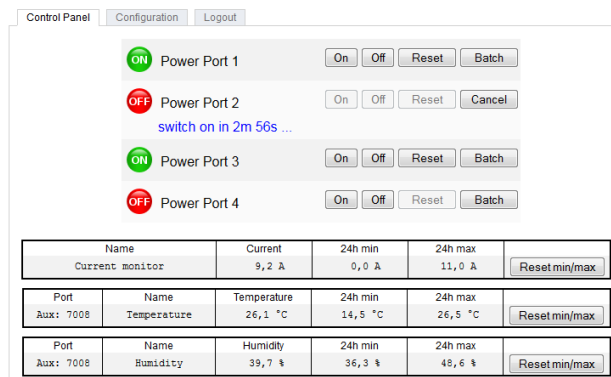 Control Panel Configuration Logout
ON Power Port 1 On Off Reset Batch
OFF Power Port 2 On Off Reset Cancel
switch on in 2m 56s ...
ON Power Port 3 On Off Reset Batch
OFF Power Port 4 On Off Reset Batch
Name Current 24h min 24h max
Current monitor 9,2 A 0,0 A 11,0 A Reset min/max
Port Name Temperature 24h min 24h max
Aux: 7008 Temperature 26,1 °C 14,5 °C 26,5 °C Reset min/max
Port Name Humidity 24h min 24h max
Aux: 7008 Humidity 39,7 % 36,3 % 48,6 % Reset min/max